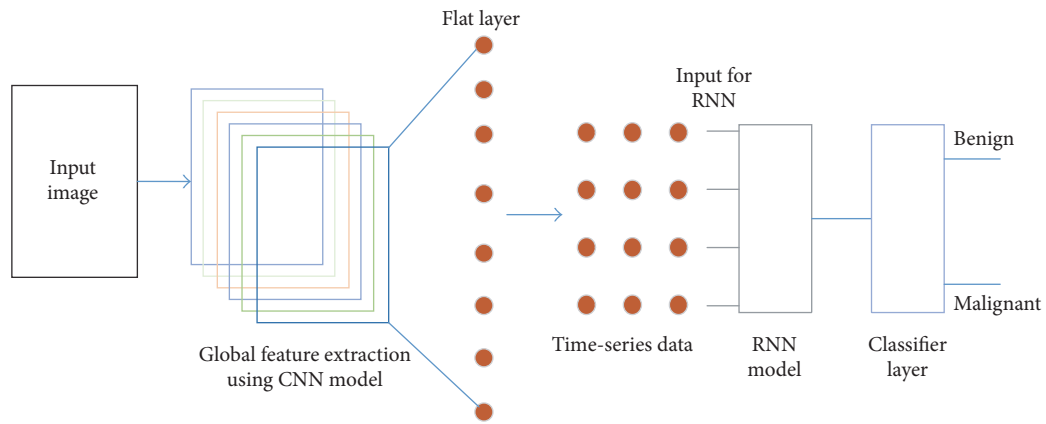 Flat layer
Input for
RNN
Input
image
Benign
Malignant
Global feature extraction
using CNN model
Time-series data
RNN
model
Classifier
layer